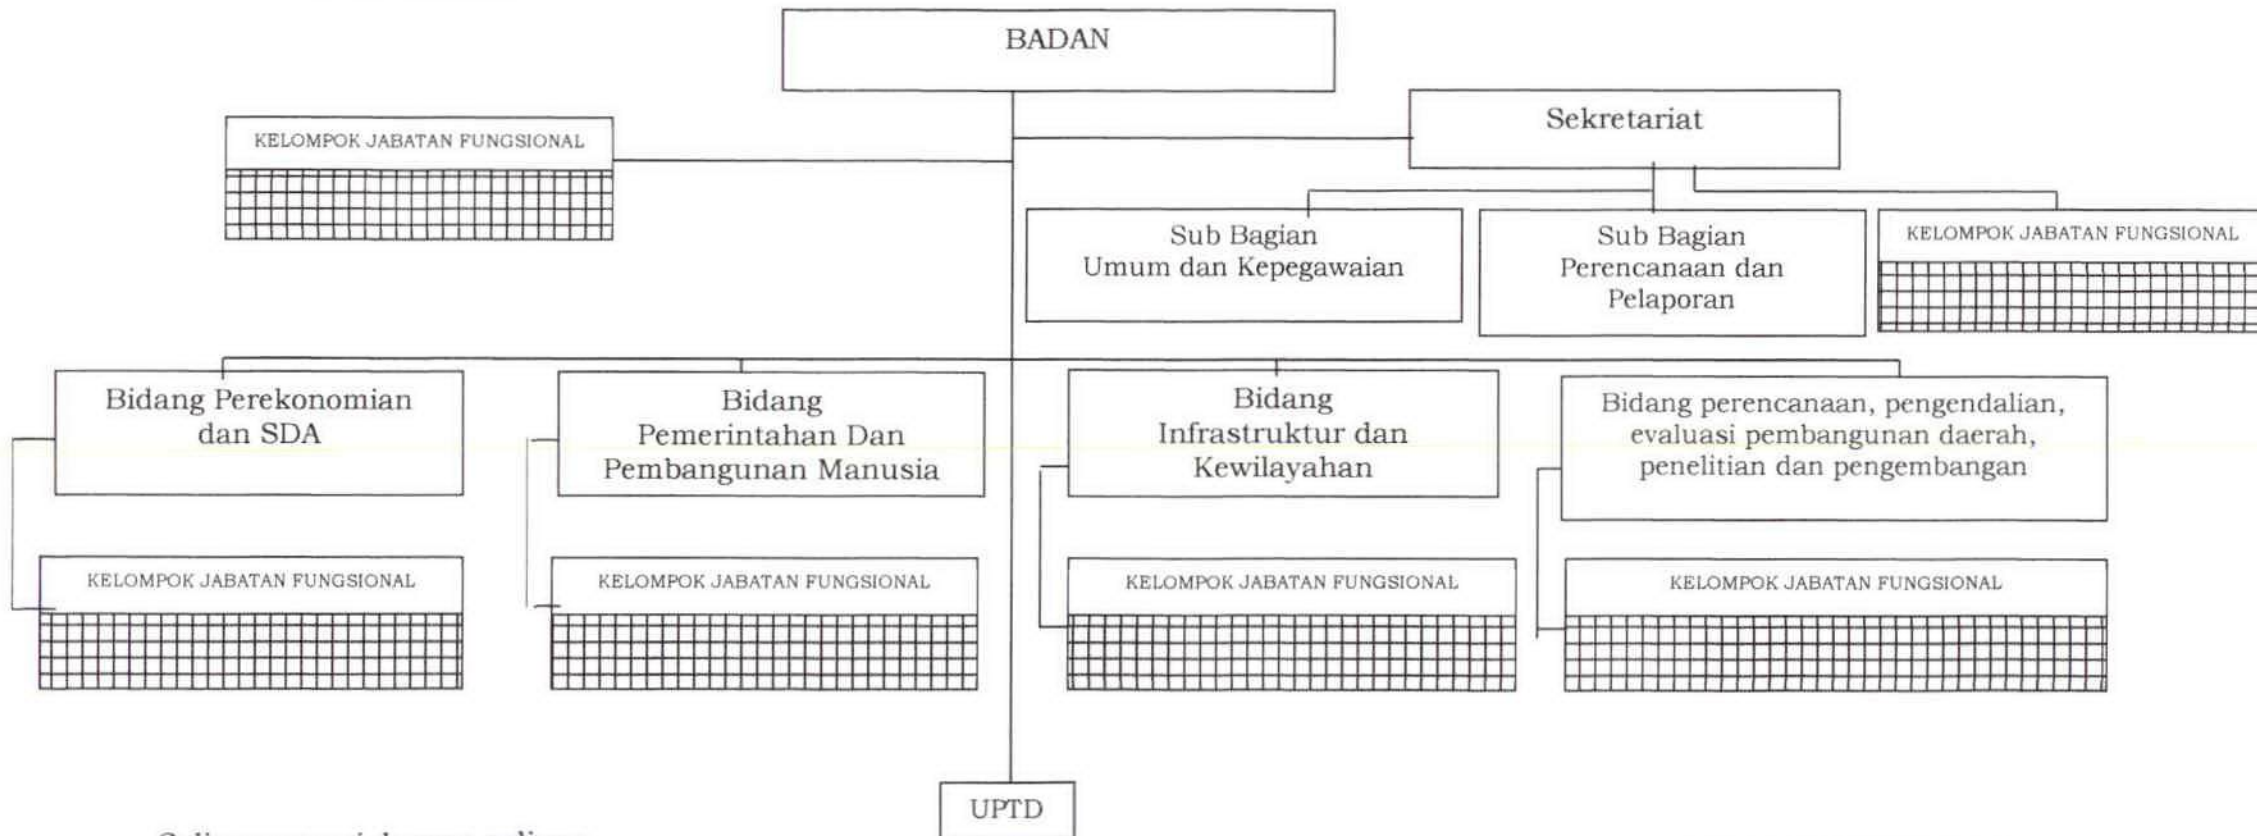 BADAN
Sekretariat
KELOMPOK JABATAN FUNGSIONAL
Sub Bagian
Umum dan Kepegawaian
Sub Bagian
Perencanaan dan
Pelaporan
KELOMPOK JABATAN FUNGSIONAL
Bidang Perekonomian
dan SDA
Bidang
Pemerintahan Dan
Pembangunan Manusia
Bidang
Infrastruktur dan
Kewilayahan
Bidang perencanaan, pengendalian,
evaluasi pembangunan daerah,
penelitian dan pengembangan
KELOMPOK JABATAN FUNGSIONAL
KELOMPOK JABATAN FUNGSIONAL
KELOMPOK JABATAN FUNGSIONAL
KELOMPOK JABATAN FUNGSIONAL
UPTD